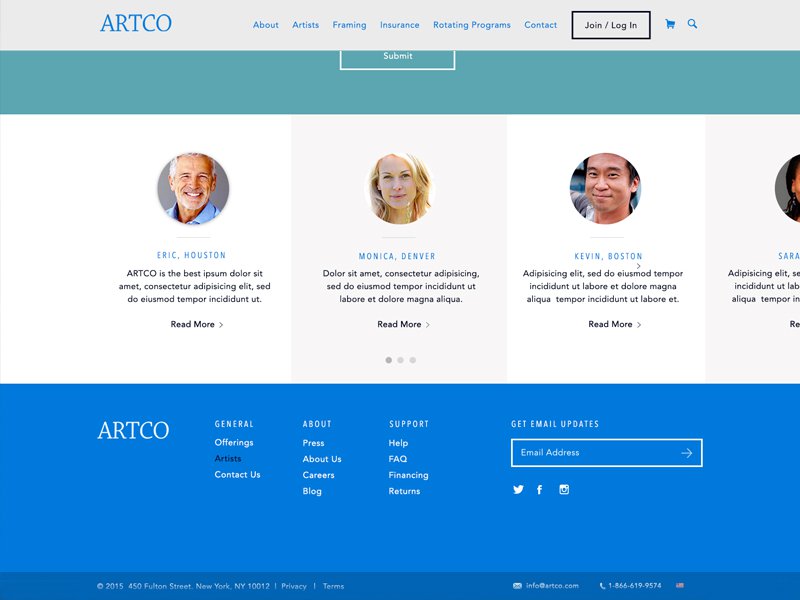 ARTCO
About Artists Framing Insurance Rotating Programs Contact Join / Log In
Submit
ERIC, HOUSTON
ARTCO is the best ipsum dolor sit
amet, consectetur adipisicing elit, sed
do eiusmod tempor incididunt ut.
Read More
MONICA, DENVER
Dolor sit amet, consectetur adipisicing,
sed do eiusmod tempor incididunt ut
labore et dolore magna aliqua.
Read More
KEVIN, BOSTON
Adipisicing elit, sed do eiusmod tempor
incididunt ut labore et dolore magna
aliqua tempor incididunt ut labore et.
Read More
SARA
Adipisicing elit, s
incididunt ut lab
aliqua tempor in
Re
ARTCO
GENERAL
Offerings
Artists
Contact Us
ABOUT
Press
About Us
Careers
Blog
SUPPORT
Help
FAQ
Financing
Returns
GET EMAIL UPDATES
Email Address
© 2015 450 Fulton Street. New York, NY 10012 | Privacy | Terms
info@artco.com 1-866-619-9574